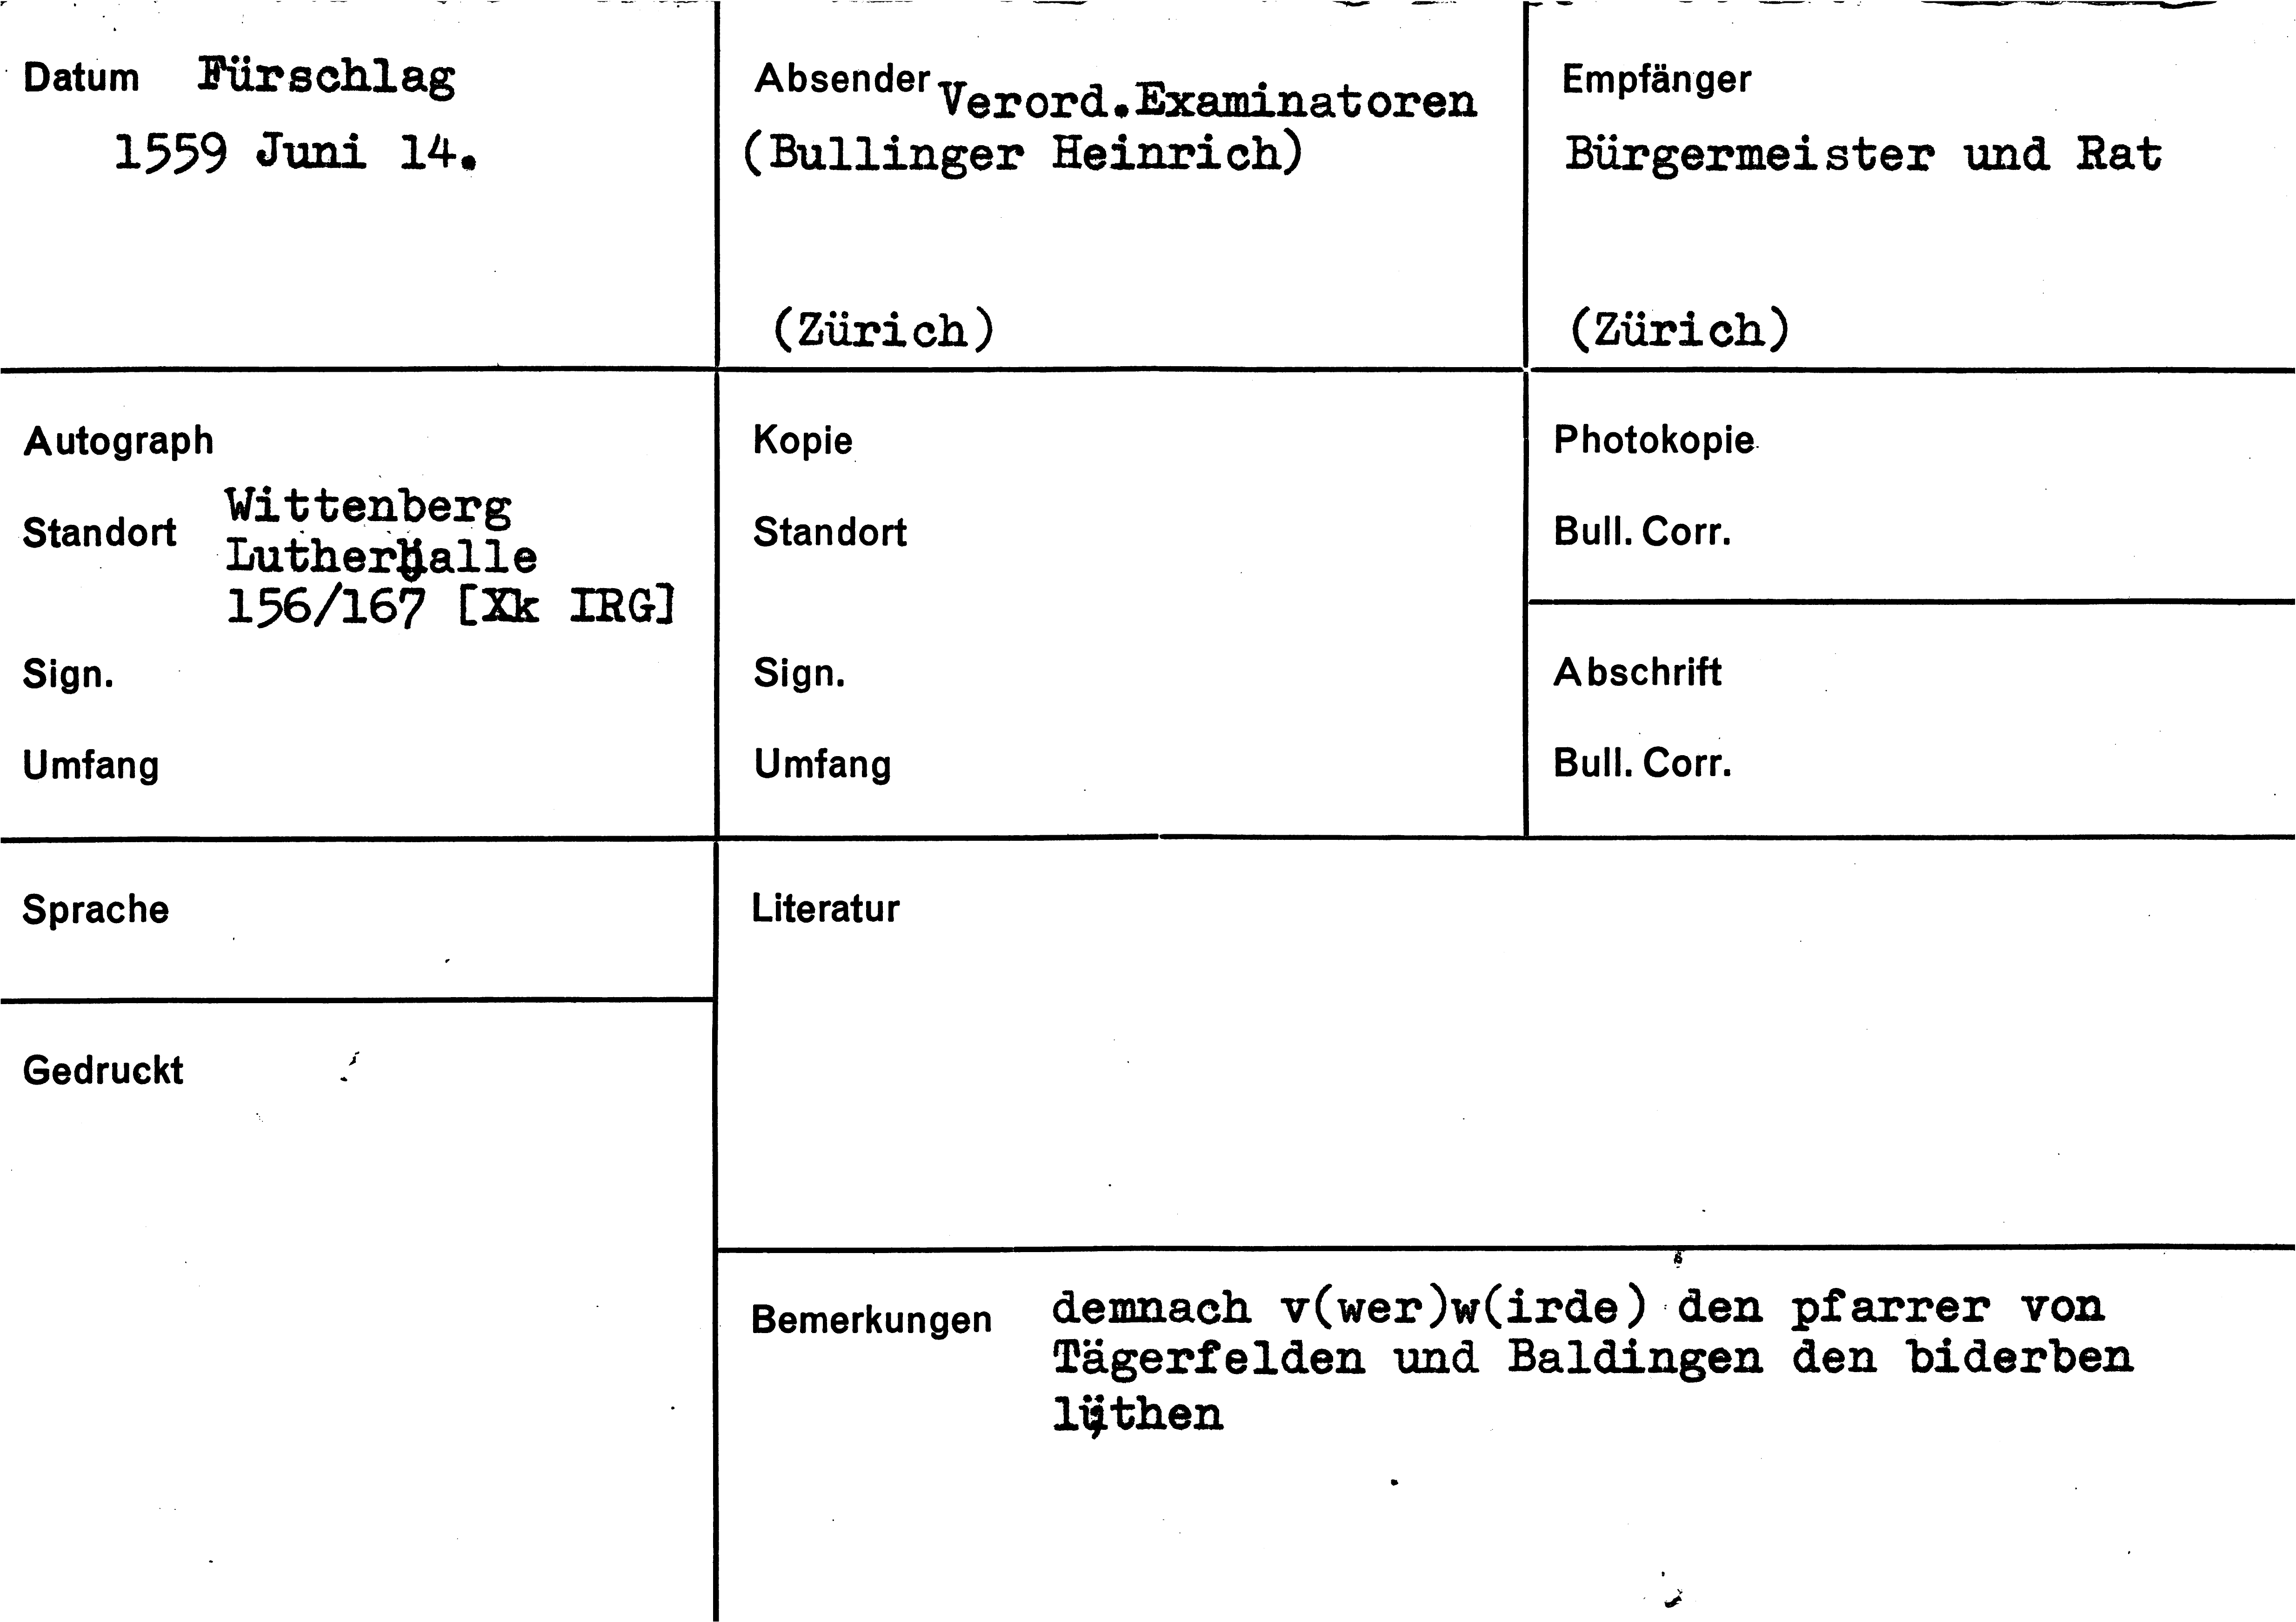 Datum Fürschlag
1559 Juni 14.
Absender Verord.Examinatoren
(Bullinger Heinrich)
(Zürich)
Empfänger
Bürgermeister und Rat
(Zürich)
Autograph
Standort Wittenberg
Lutherhalle
156/167 [Xk IRG]
Sign.
Umfang
Kopie
Standort
Sign.
Umfang
Photokopie
Bull. Corr.
Abschrift
Bull. Corr.
Sprache
Gedruckt
Literatur
Bemerkungen demnach v(wer)w(irde) den pfarrer von
Tägerfelden und Baldingen den biderben
lüthen